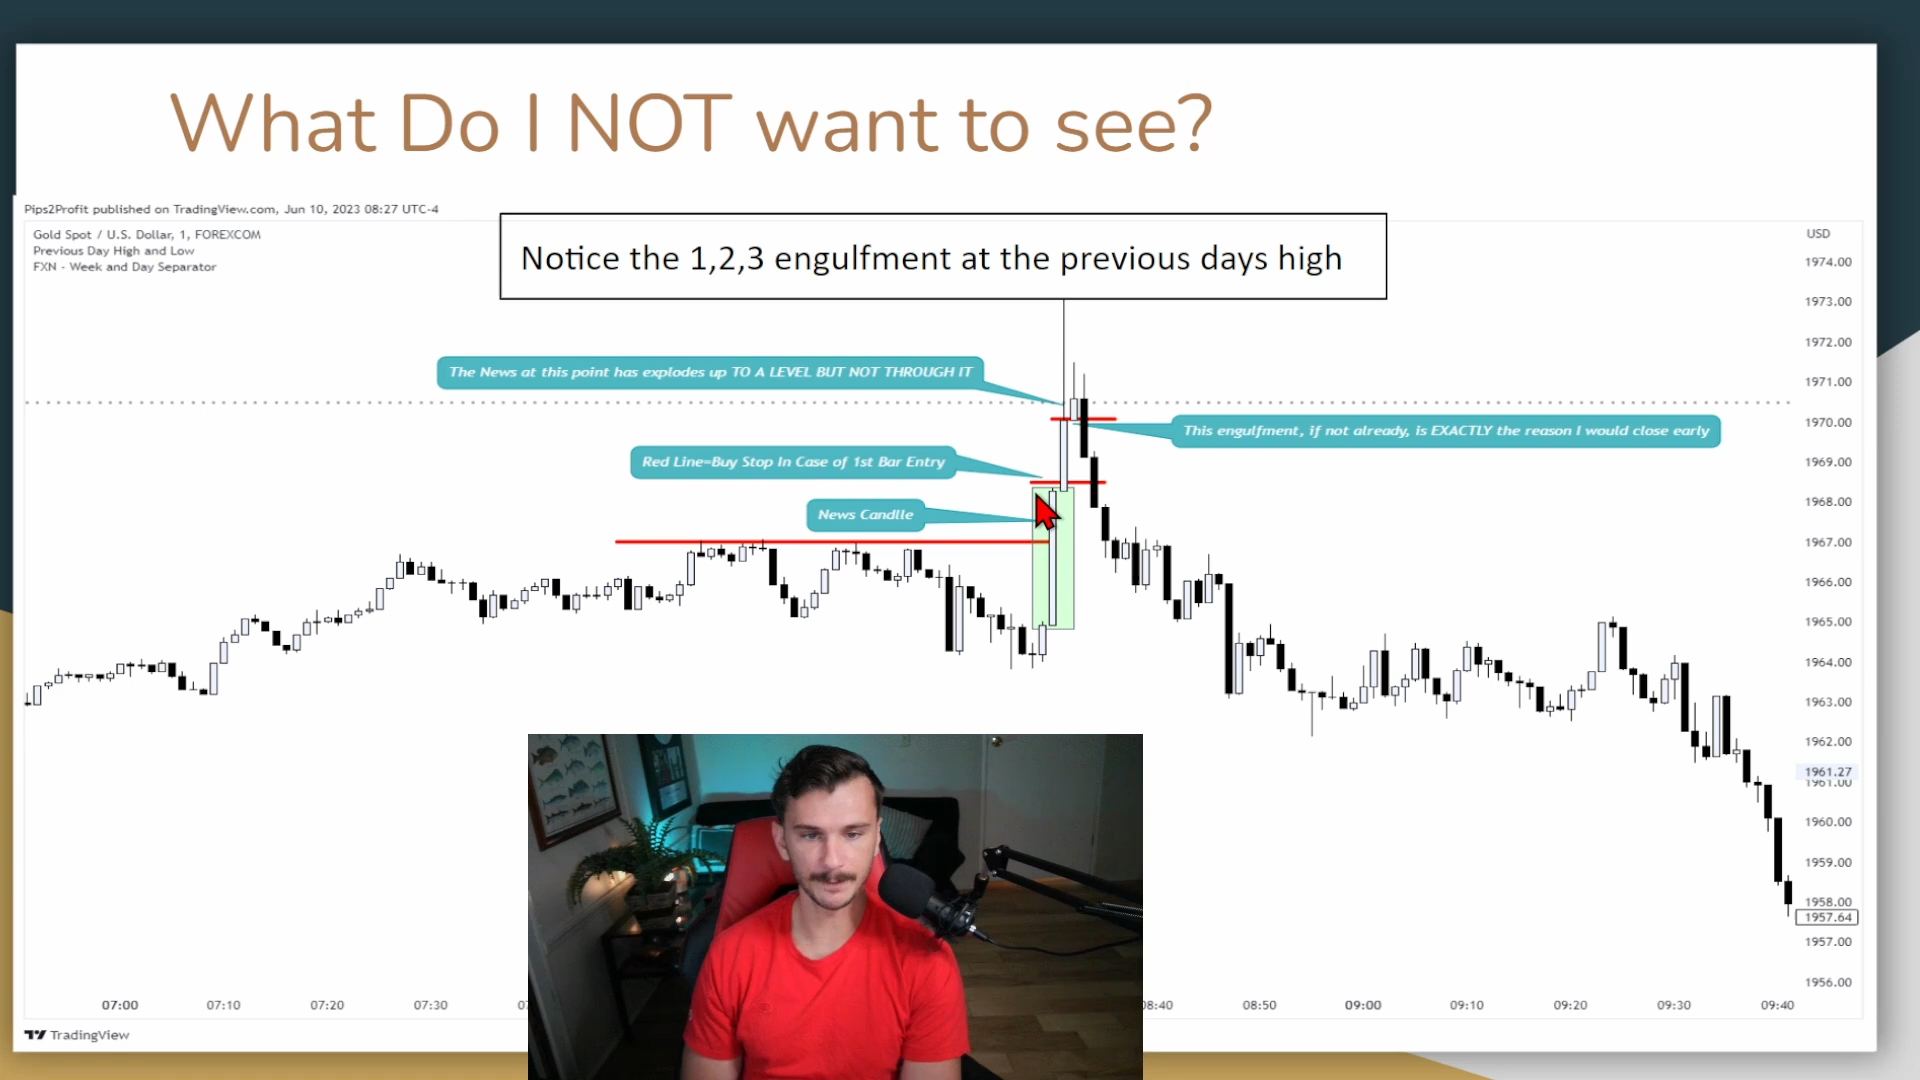 What Do I NOT want to see?
Pips2Profit published on TradingView.com, Jun 10, 2023 08:27 UTC-4
Gold Spot / U.S. Dollar, 1, FOREXCOM
Previous Day High and Low
FXN - Week and Day Separator
Notice the 1,2,3 engulfment at the previous days high
USD
1974.00
1973.00
1972.00
The News at this point has explodes up TO A LEVEL BUT NOT THROUGH IT
1971.00
1970.00
This engulfment, if not already, is EXACTLY the reason I would close early
Red Line=Buy Stop In Case of 1st Bar Entry
1969.00
1968.00
News Candlle
1967.00
1966.00
1965.00
1964.00
1963.00
1962.00
1961.27
1961.00
1960.00
1959.00
1958.00
1957.64
1957.00
1956.00
07:00 07:10 07:20 07:30 08:40 08:50 09:00 09:10 09:20 09:30 09:40
TradingView